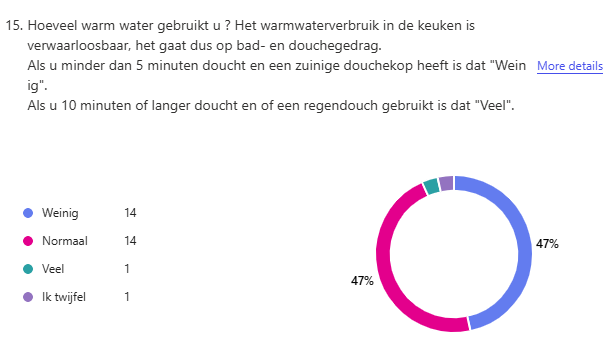 15. Hoeveel warm water gebruikt u ? Het warmwaterverbruik in de keuken is
verwaarloosbaar, het gaat dus op bad- en douchegedrag.
Als u minder dan 5 minuten doucht en een zuinige douchekop heeft is dat "Wein
ig".
More details
Als u 10 minuten of langer doucht en of een regendouch gebruikt is dat "Veel".
Weinig 14
Normaal 14
Veel 1
Ik twijfel 1
47%
47%